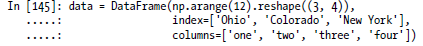 In [145]: data = DataFrame(np.arange(12).reshape((3, 4)),
.....: index=['Ohio', 'Colorado', 'New York'],
.....: columns=['one', 'two', 'three', 'four'])